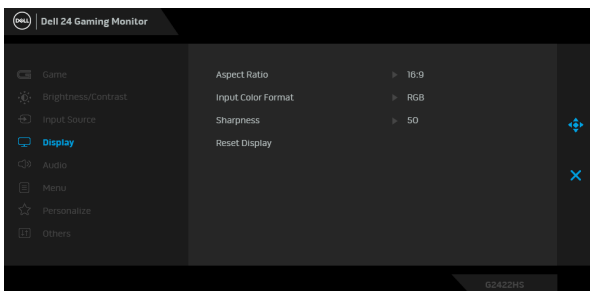 DELL Dell 24 Gaming Monitor
Game
Brightness/Contrast
Input Source
Display
Audio
Menu
Personalize
Others
Aspect Ratio 16:9
Input Color Format RGB
Sharpness 50
Reset Display
G2422HS